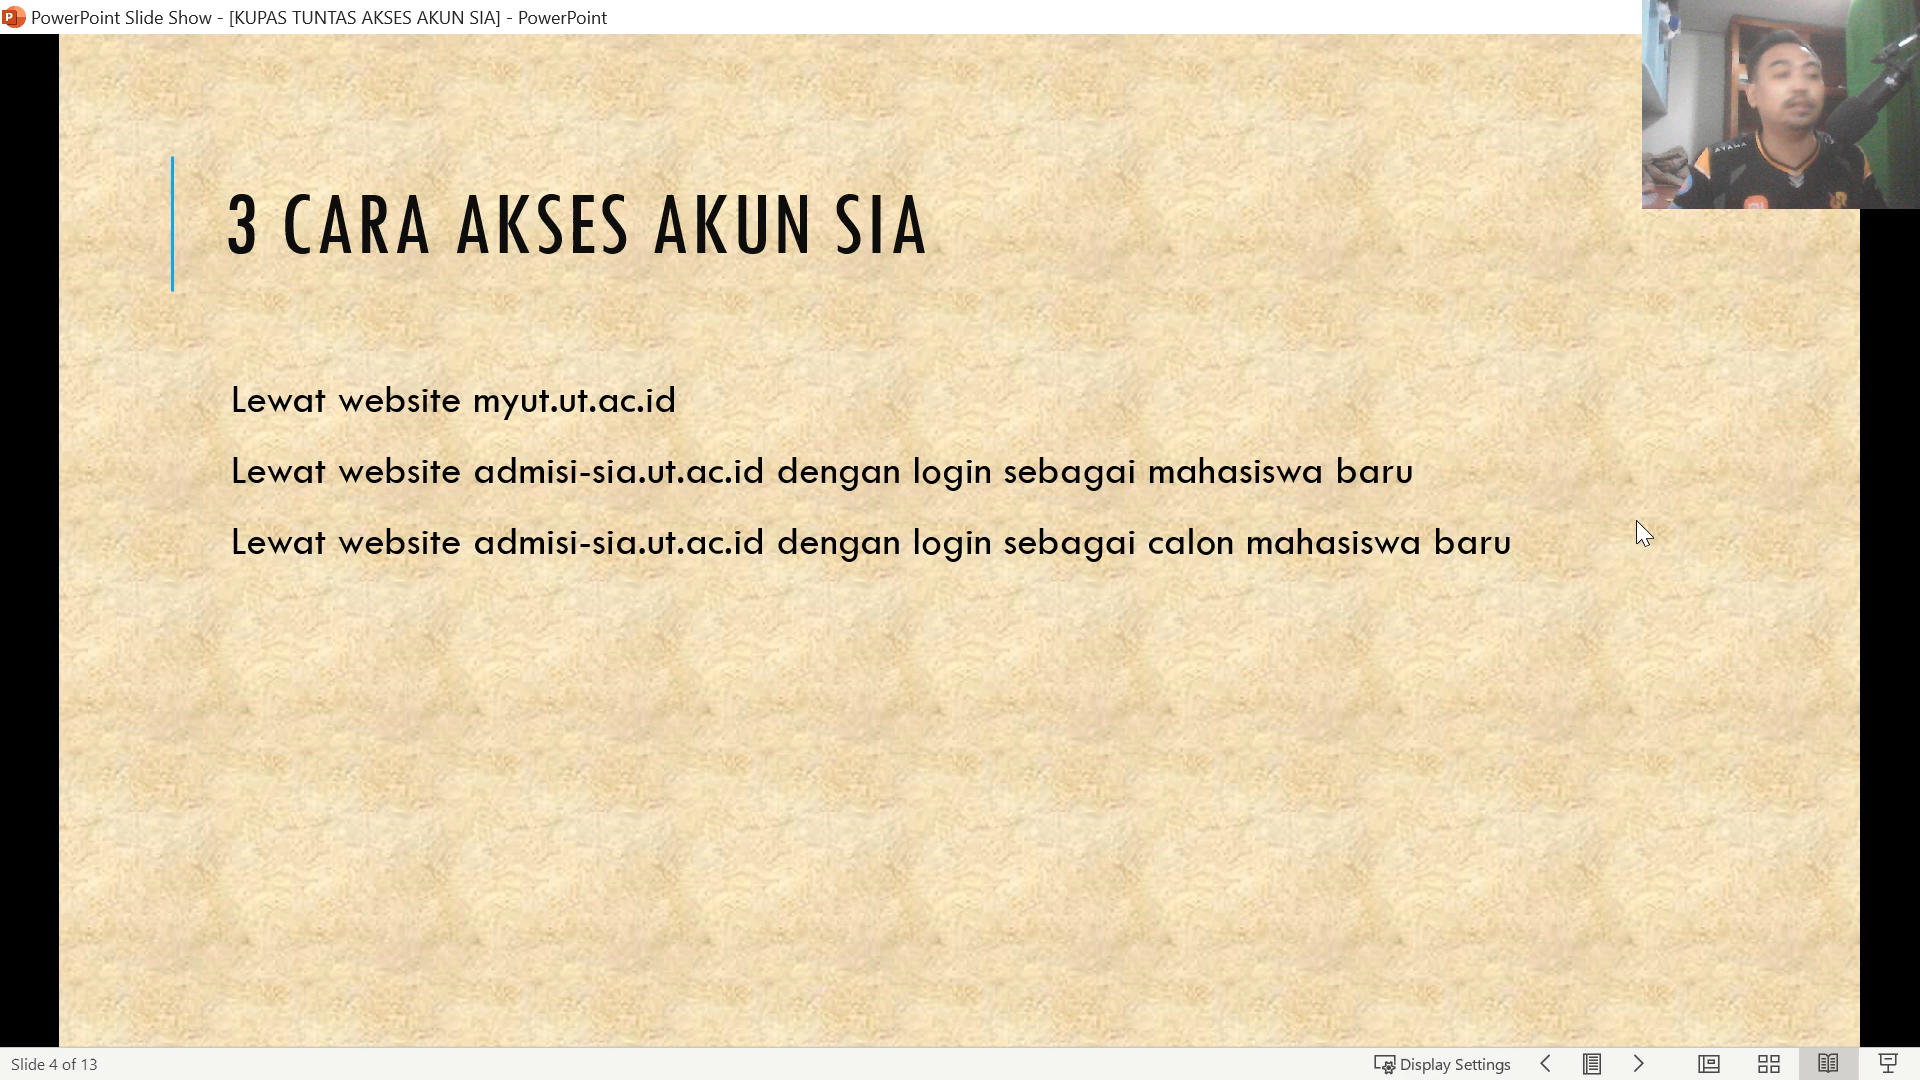 PowerPoint Slide Show - [KUPAS TUNTAS AKSES AKUN SIA] - PowerPoint
3 CARA AKSES AKUN SIA
Lewat website myut.ut.ac.id
Lewat website admisi-sia.ut.ac.id dengan login sebagai mahasiswa baru
Lewat website admisi-sia.ut.ac.id dengan login sebagai calon mahasiswa baru
Slide 4 of 13
Display Settings